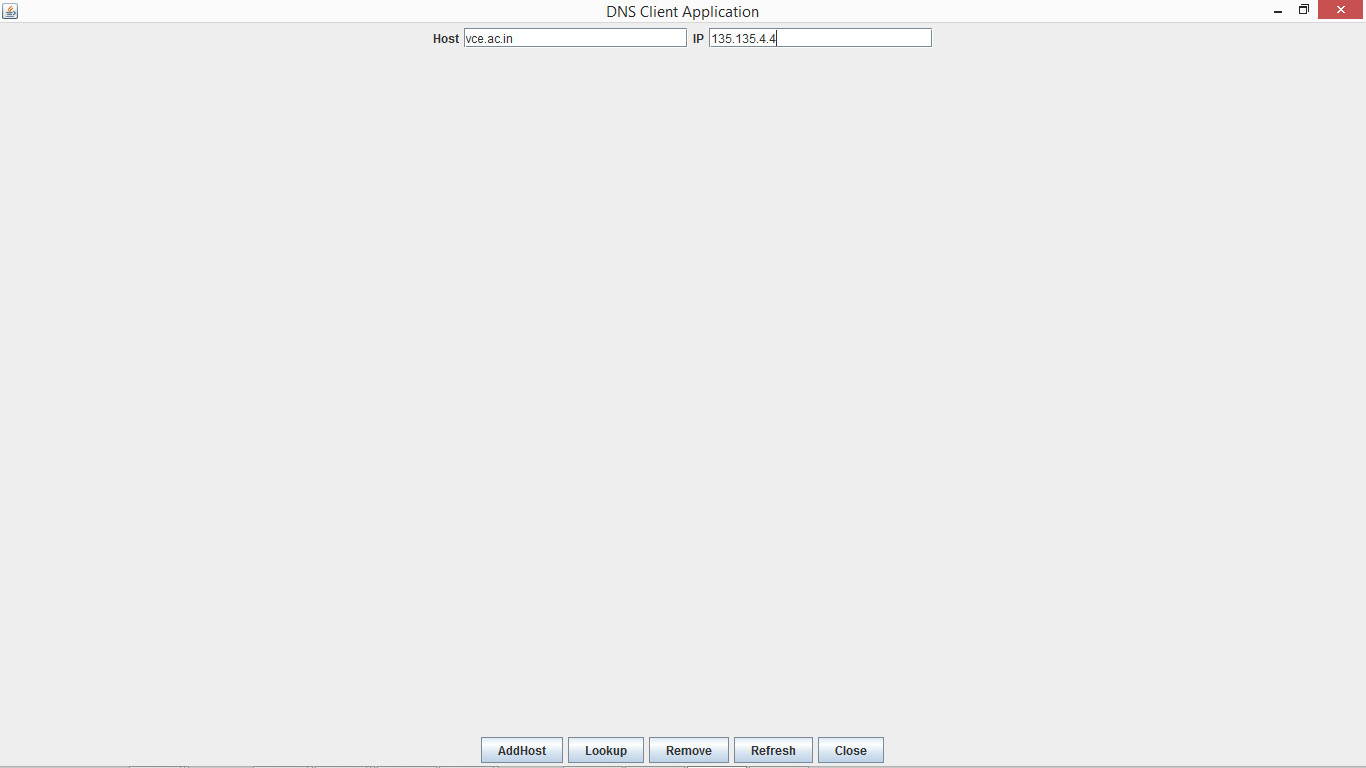 DNS Client Application
Host vce.ac.in IP 135.135.4.4
AddHost Lookup Remove Refresh Close